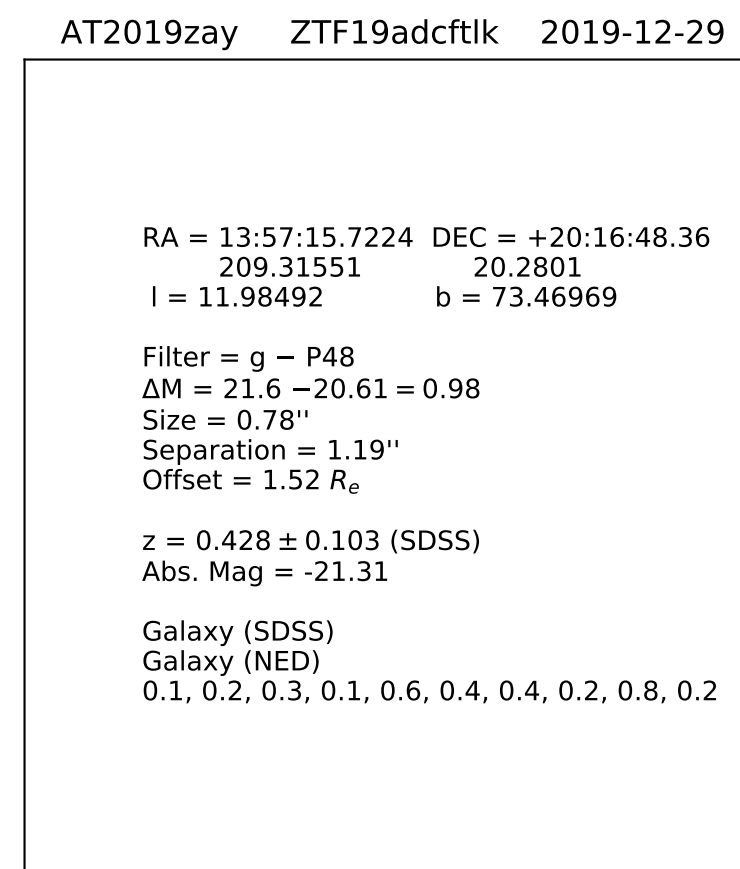 AT2019zay ZTF19adcftlk 2019-12-29
RA = 13:57:15.7224 DEC = +20:16:48.36
209.31551 20.2801
l = 11.98492 b = 73.46969
Filter = g − P48
ΔM = 21.6 −20.61 = 0.98
Size = 0.78''
Separation = 1.19''
Offset = 1.52 Re
z = 0.428 ± 0.103 (SDSS)
Abs. Mag = -21.31
Galaxy (SDSS)
Galaxy (NED)
0.1, 0.2, 0.3, 0.1, 0.6, 0.4, 0.4, 0.2, 0.8, 0.2